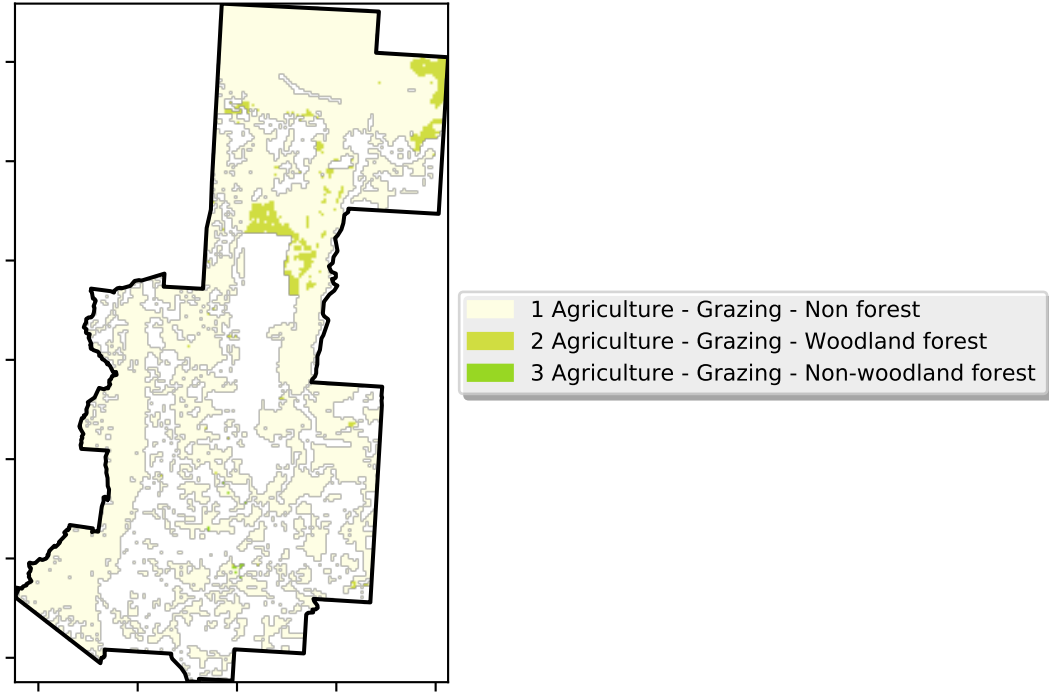 1 Agriculture - Grazing - Non forest
2 Agriculture - Grazing - Woodland forest
3 Agriculture - Grazing - Non-woodland forest